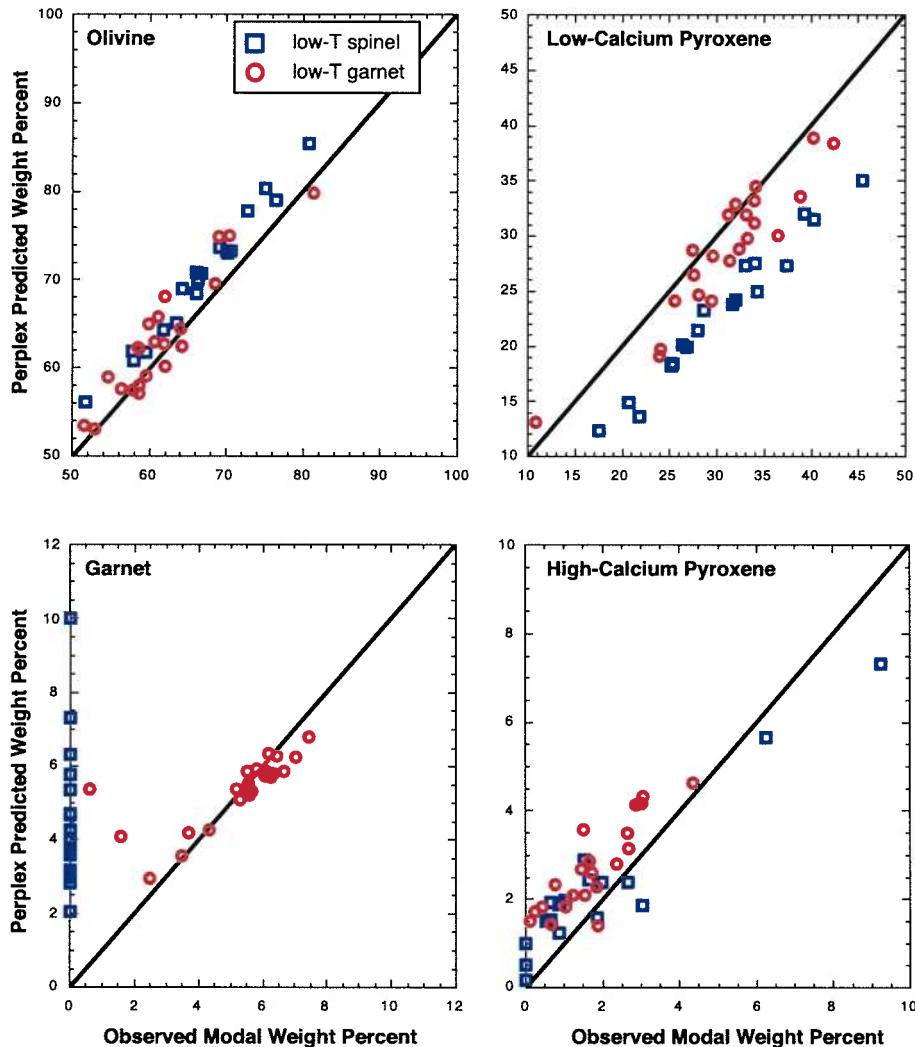 Olivine
low-T spinel
low-T garnet
Perplex Predicted Weight Percent
100
90
80
70
60
50
50 60 70 80 90 100
Low-Calcium Pyroxene
50
45
40
35
30
25
20
15
10
10 15 20 25 30 35 40 45 50
Garnet
Perplex Predicted Weight Percent
12
10
8
6
4
2
0
0 2 4 6 8 10 12
Observed Modal Weight Percent
High-Calcium Pyroxene
10
8
6
4
2
0
0 2 4 6 8 10
Observed Modal Weight Percent